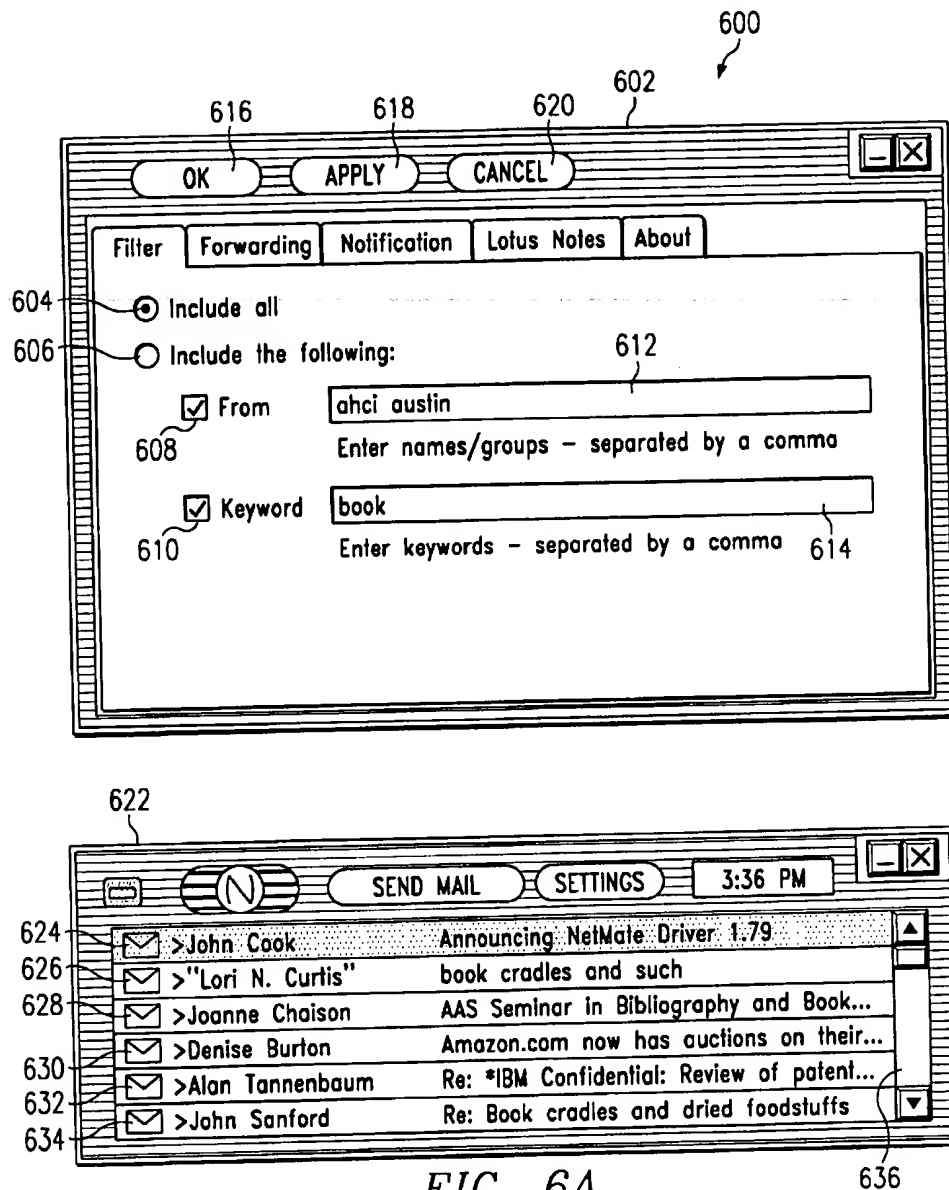 600
602
616 618 620
OK APPLY CANCEL
Filter Forwarding Notification Lotus Notes About
604 Include all
606 Include the following:
612
From ahci austin
608 Enter names/groups – separated by a comma
Keyword book
610 Enter keywords – separated by a comma 614
622
N SEND MAIL SETTINGS 3:36 PM
624 >John Cook Announcing NetMate Driver 1.79
626 >"Lori N. Curtis" book cradles and such
628 >Joanne Chaison AAS Seminar in Bibliography and Book...
630 >Denise Burton Amazon.com now has auctions on their...
632 >Alan Tannenbaum Re: *IBM Confidential: Review of patent...
634 >John Sanford Re: Book cradles and dried foodstuffs
FIG. 6A 636